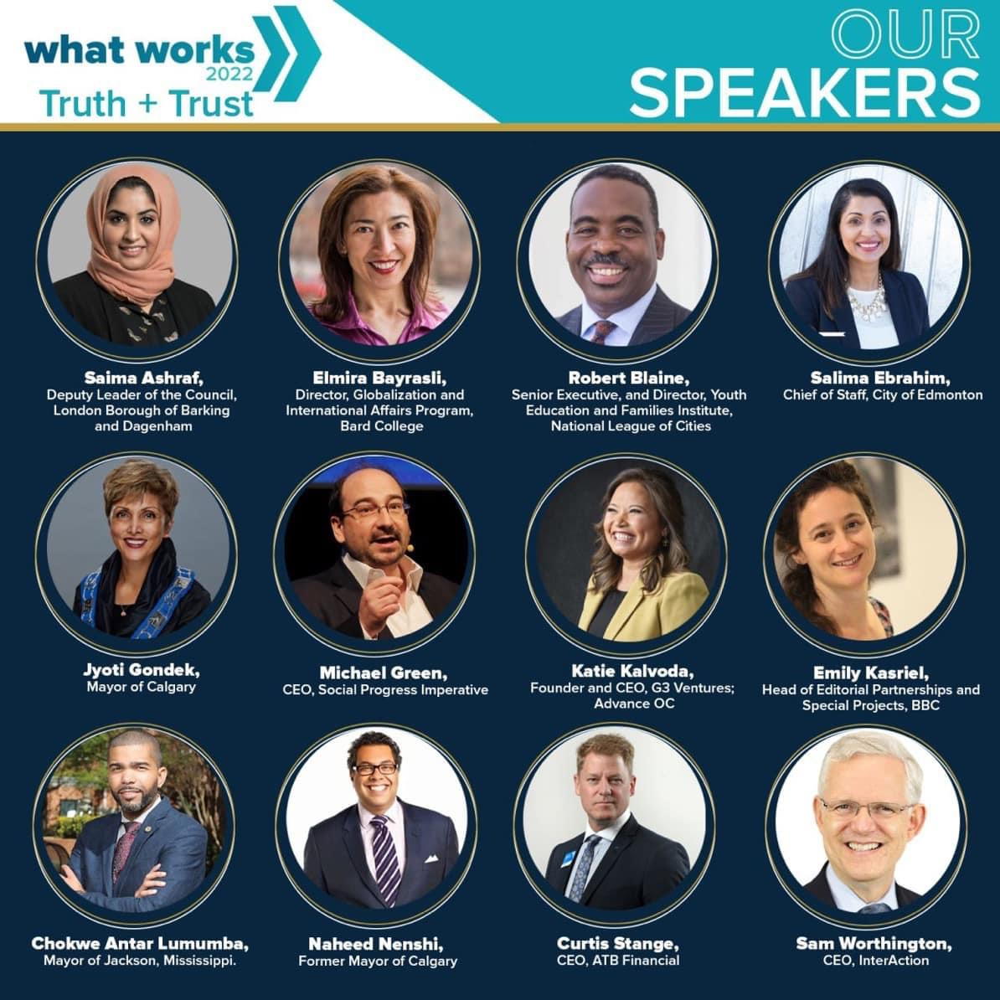 what works
2022
Truth + Trust
OUR
SPEAKERS
Saima Ashraf,
Deputy Leader of the Council,
London Borough of Barking
and Dagenham
Elmira Bayrasli,
Director, Globalization and
International Affairs Program,
Bard College
Robert Blaine,
Senior Executive, and Director, Youth
Education and Families Institute,
National League of Cities
Salima Ebrahim,
Chief of Staff, City of Edmonton
Jyoti Gondek,
Mayor of Calgary
Michael Green,
CEO, Social Progress Imperative
Katie Kalvoda,
Founder and CEO, G3 Ventures;
Advance OC
Emily Kasriel,
Head of Editorial Partnerships and
Special Projects, BBC
Chokwe Antar Lumumba,
Mayor of Jackson, Mississippi.
Naheed Nenshi,
Former Mayor of Calgary
Curtis Stange,
CEO, ATB Financial
Sam Worthington,
CEO, InterAction